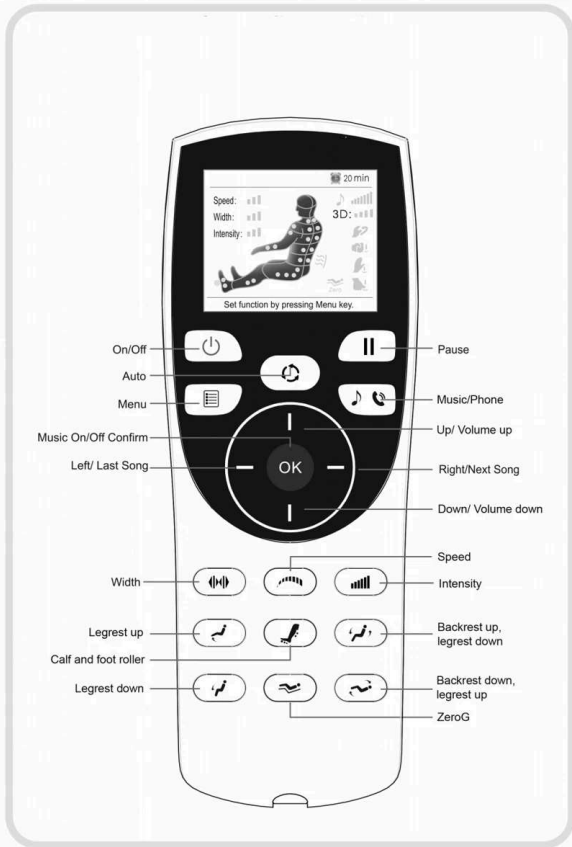 20 min
Speed:
Width:
3D:
Intensity:
Zero
Set function by pressing Menu key.
On/Off
Pause
Auto
Menu
Music/Phone
Up/ Volume up
Music On/Off Confirm
Left/ Last Song
OK
Right/Next Song
Down/ Volume down
Speed
Width
Intensity
Legrest up
Backrest up,
legrest down
Calf and foot roller
Legrest down
Backrest down,
legrest up
ZeroG